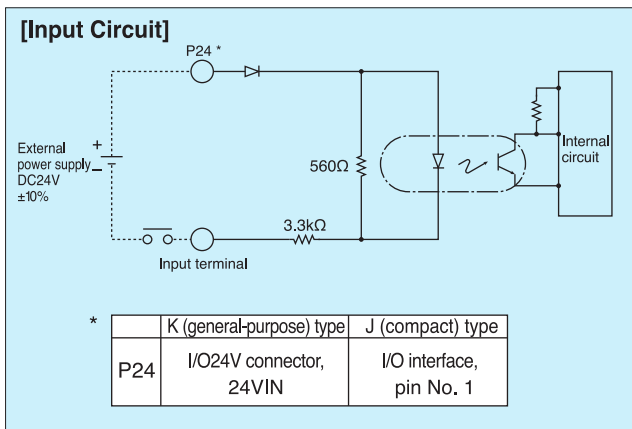 [Input Circuit]
P24 *
External
power supply
DC24V
±10%
+
–
560Ω
Internal
circuit
3.3kΩ
Input terminal
*
K (general-purpose) type J (compact) type
P24
I/O24V connector,
24VIN
I/O interface,
pin No. 1